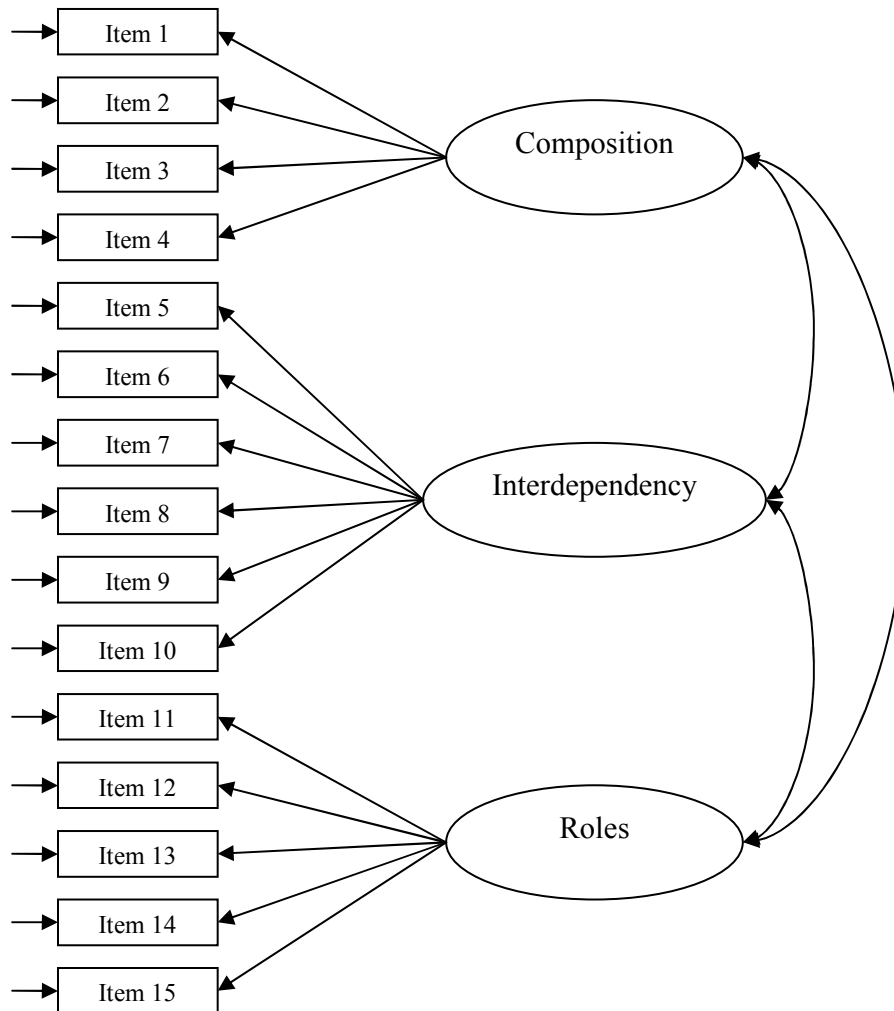 Item 1
Item 2
Composition
Item 3
Item 4
Item 5
Item 6
Item 7
Interdependency
Item 8
Item 9
Item 10
Item 11
Item 12
Roles
Item 13
Item 14
Item 15